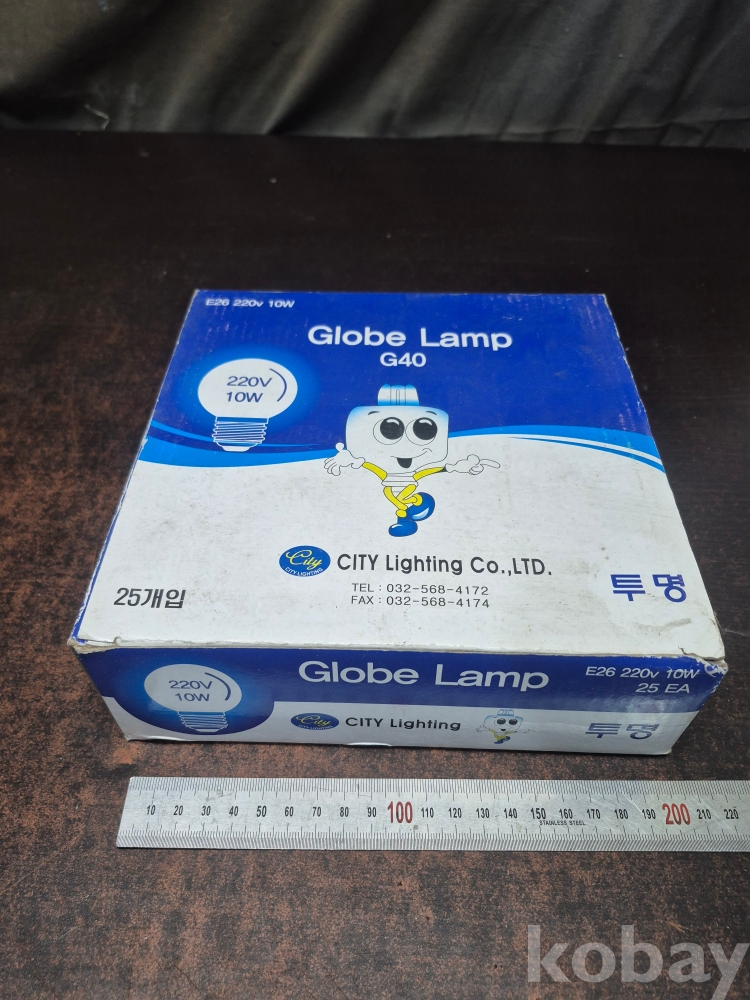 E26 220v 10W
Globe Lamp
G40
220V
10W
City
CITY LIGHTING
CITY Lighting Co.,LTD.
TEL : 032-568-4172
FAX : 032-568-4174
25개입
투명
Globe Lamp
E26 220v 10W
25 EA
220V
10W
City
CITY LIGHTING
CITY Lighting
투명
10 20 30 40 50 60 70 80 90 100 110 120 130 140 150 160 170 180 190 200 210 220
STAINLESS STEEL
kobay